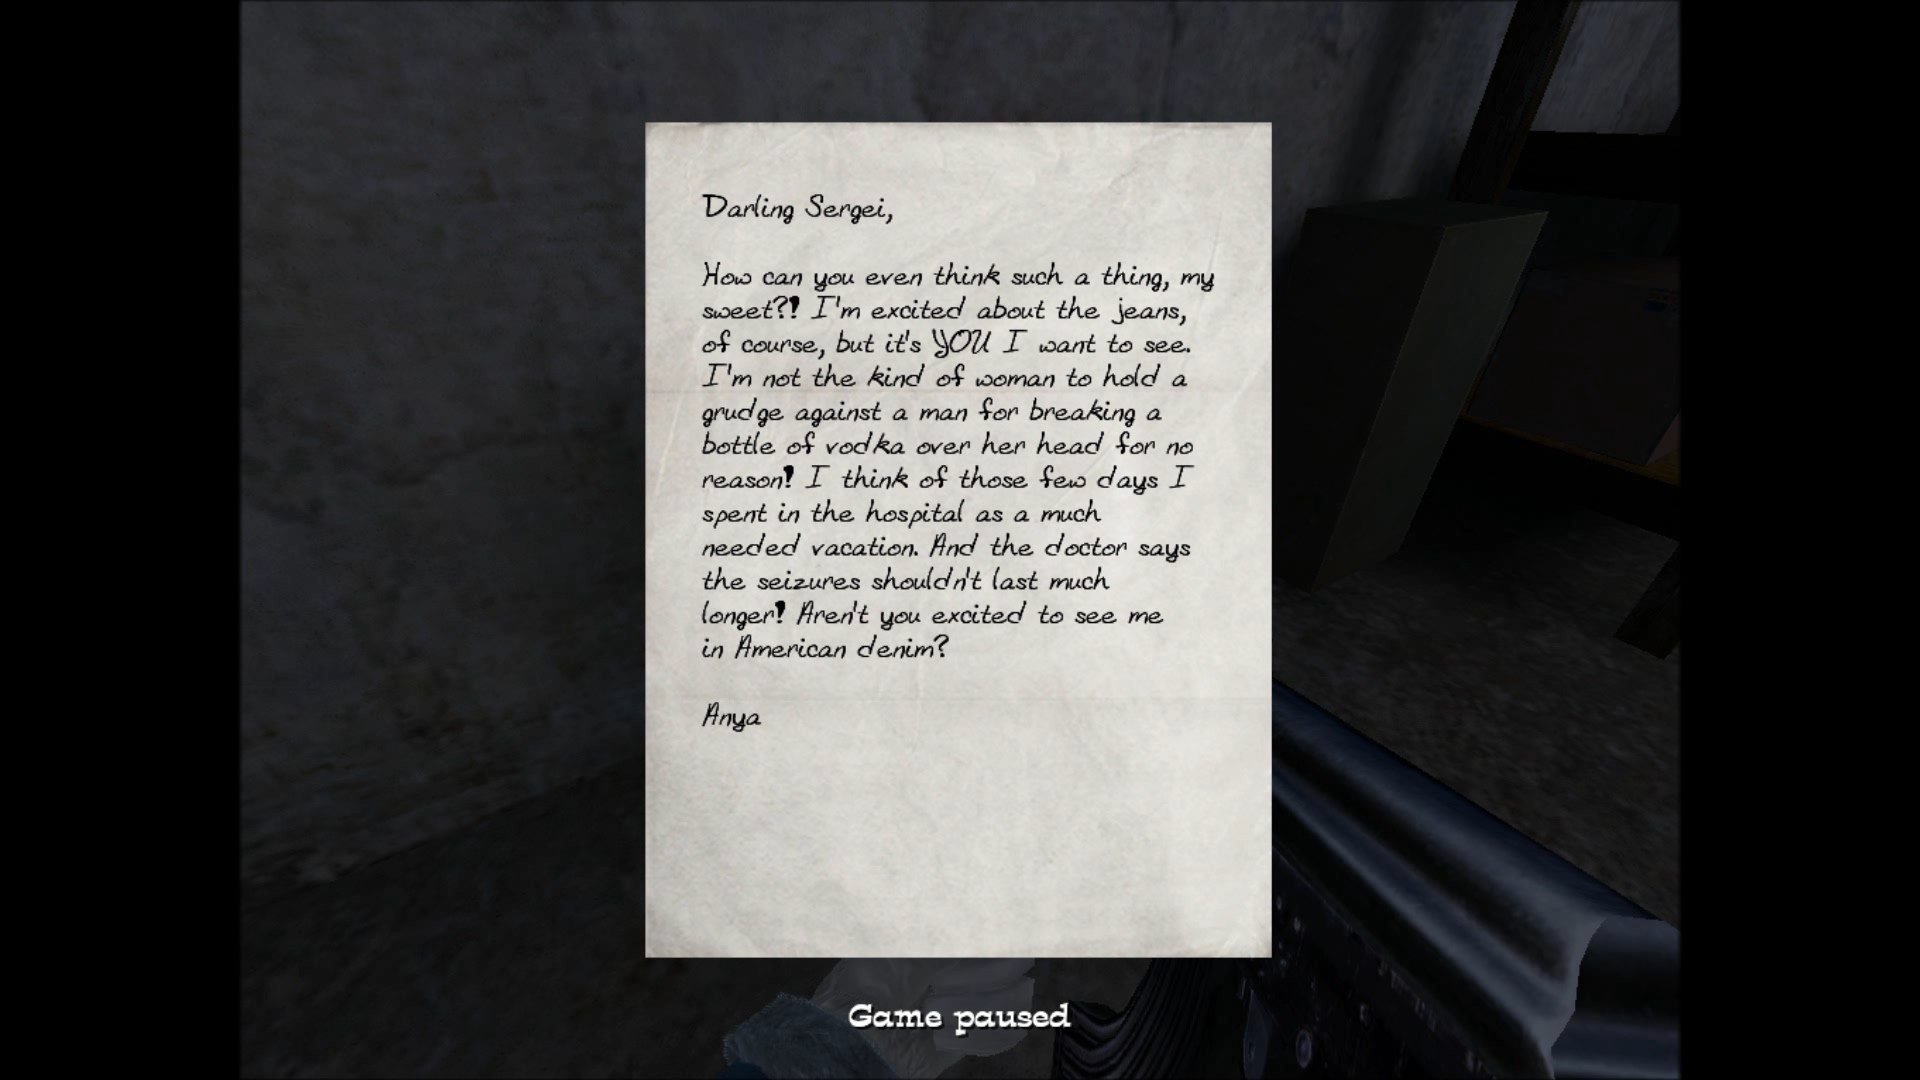 Darling Sergei,
How can you even think such a thing, my
sweet?! I'm excited about the jeans,
of course, but it's YOU I want to see.
I'm not the kind of woman to hold a
grudge against a man for breaking a
bottle of vodka over her head for no
reason! I think of those few days I
spent in the hospital as a much
needed vacation. And the doctor says
the seizures shouldn't last much
longer! Aren't you excited to see me
in American denim?
Anya
Game paused